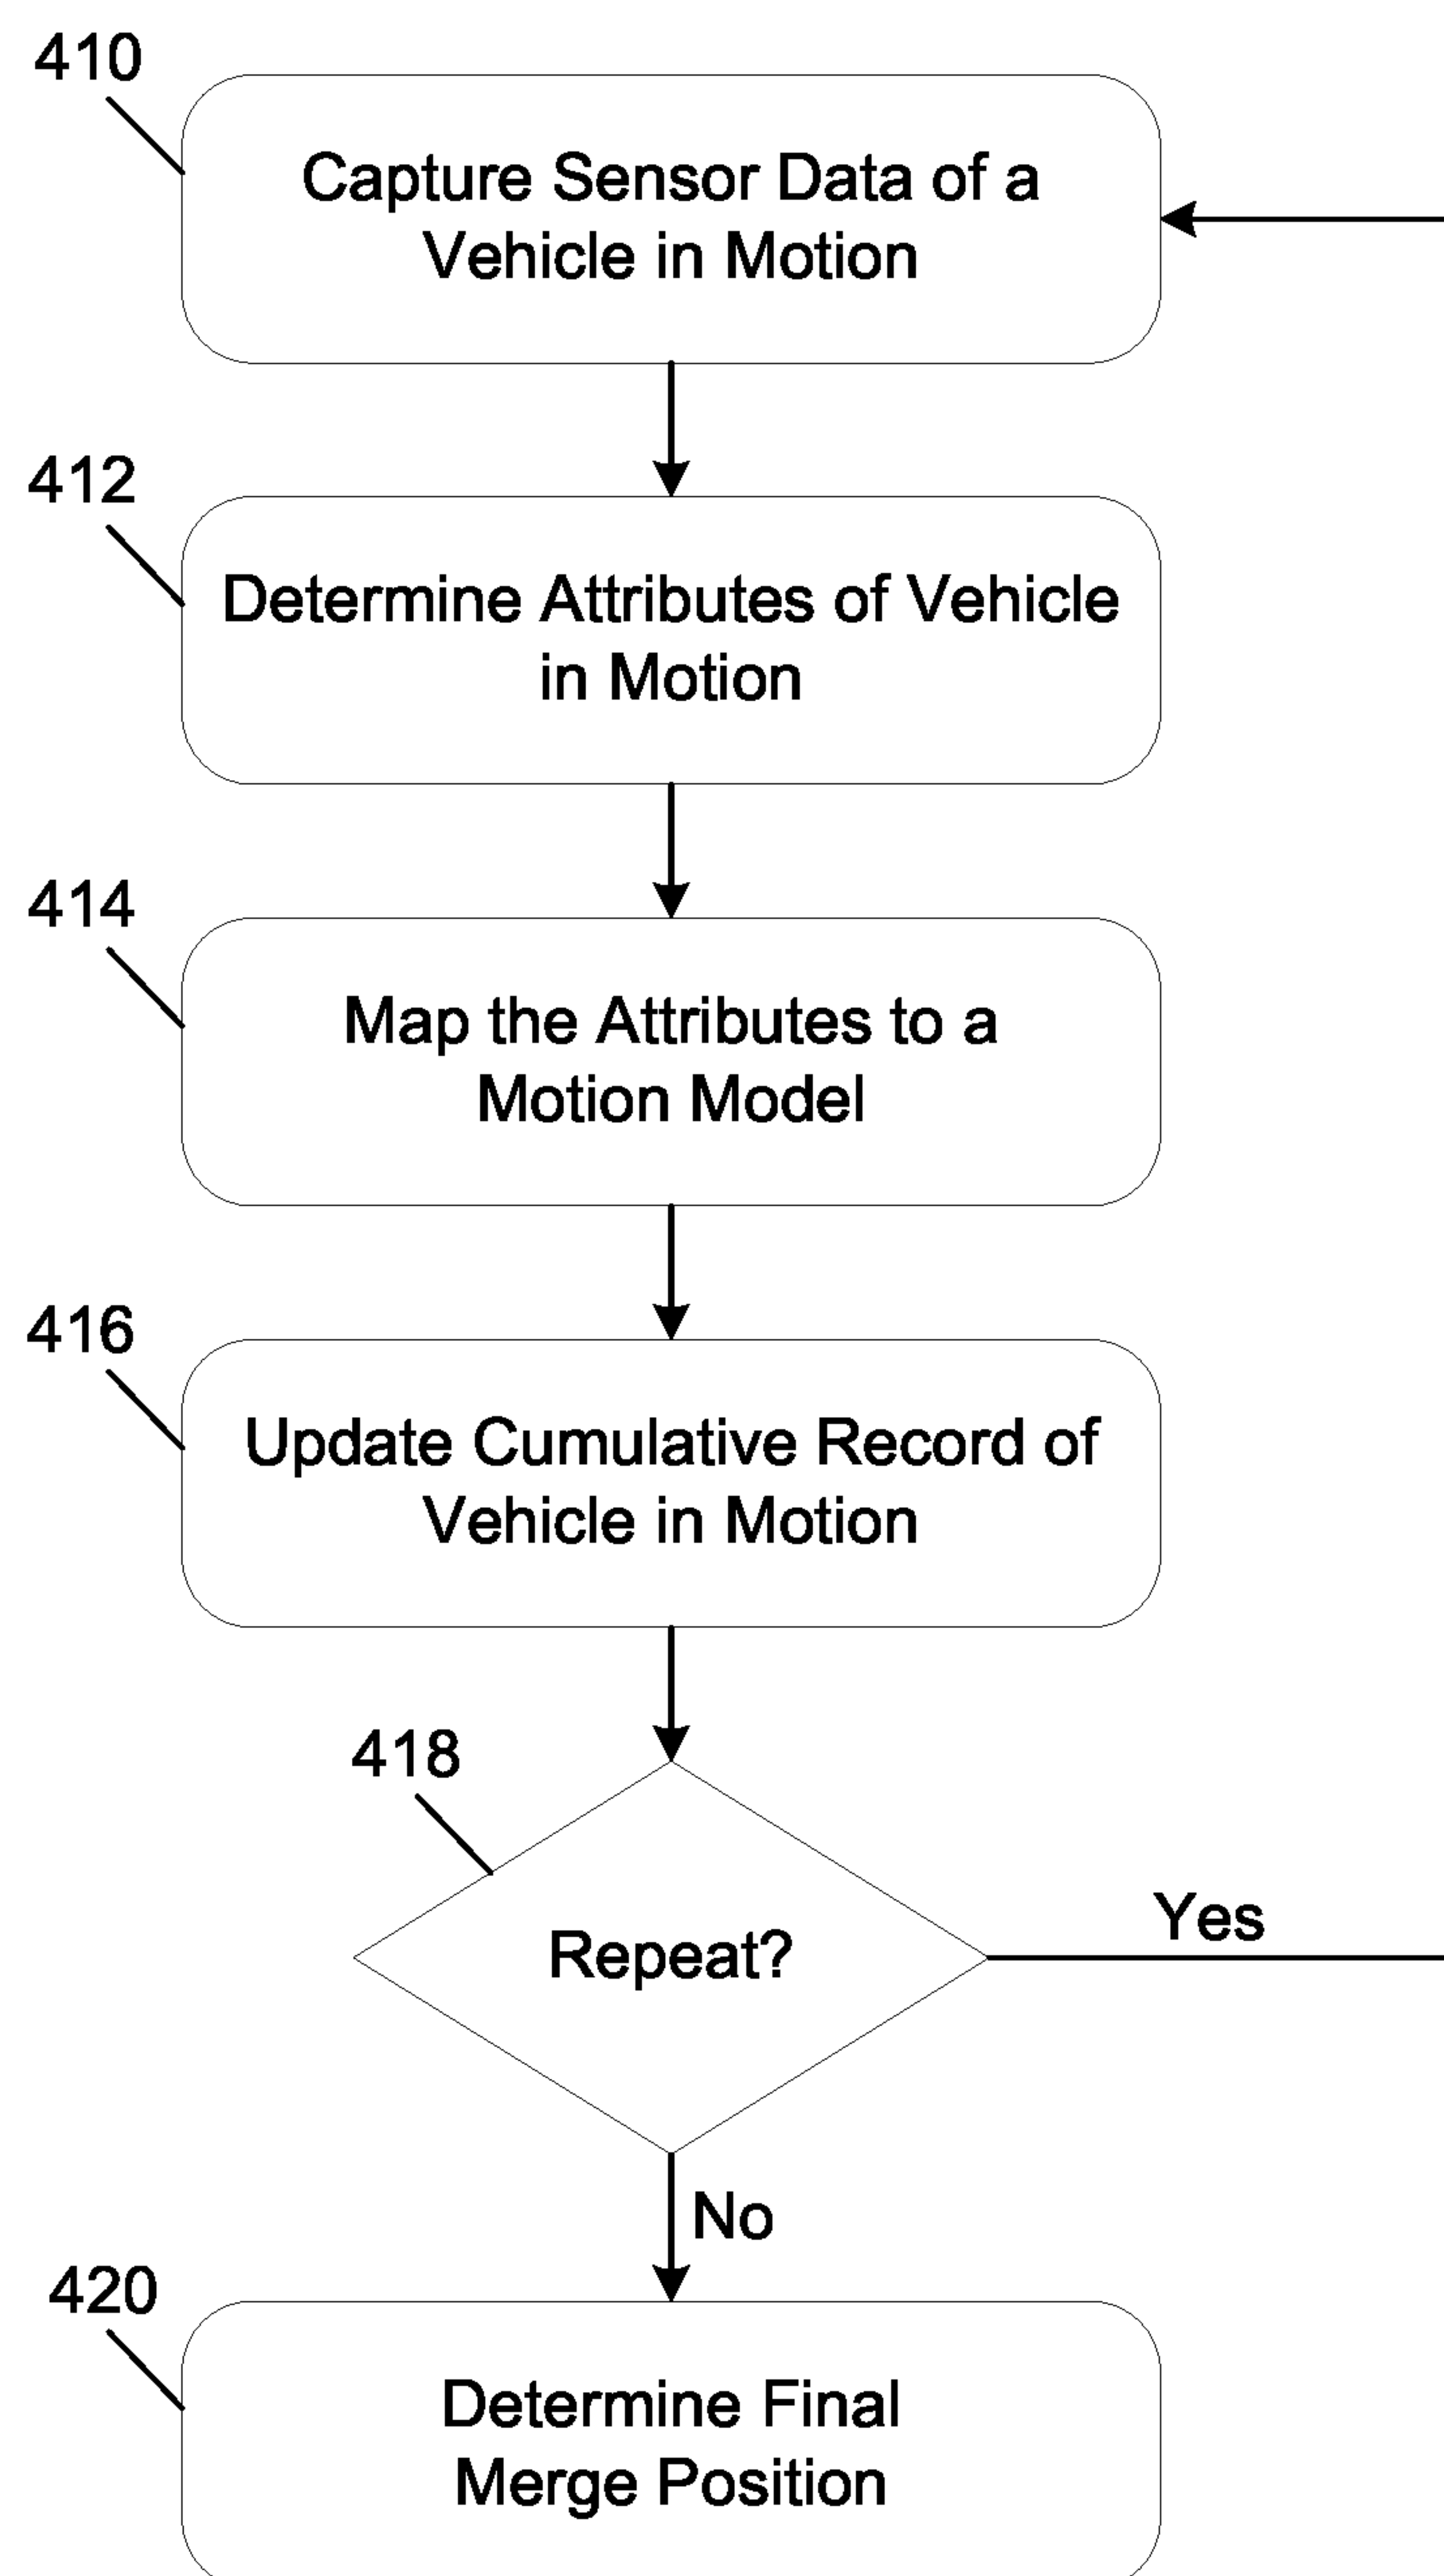 410
Capture Sensor Data of a
Vehicle in Motion
412
Determine Attributes of Vehicle
in Motion
414
Map the Attributes to a
Motion Model
416
Update Cumulative Record of
Vehicle in Motion
418
Repeat?
Yes
No
420
Determine Final
Merge Position